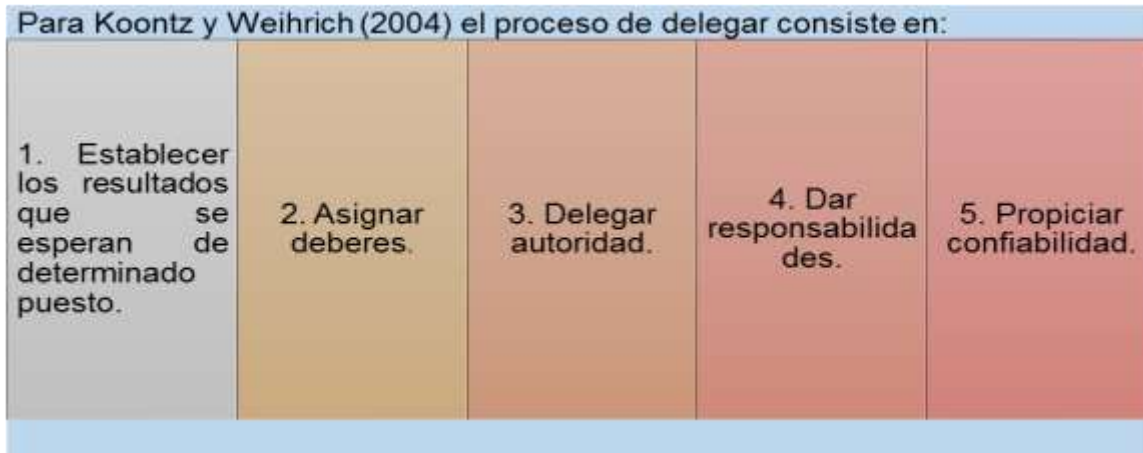 Para Koontz y Weihrich (2004) el proceso de delegar consiste en:
1. Establecer
los resultados
que se
esperan de
determinado
puesto.
2. Asignar
deberes.
3. Delegar
autoridad.
4. Dar
responsabilida
des.
5. Propiciar
confiabilidad.